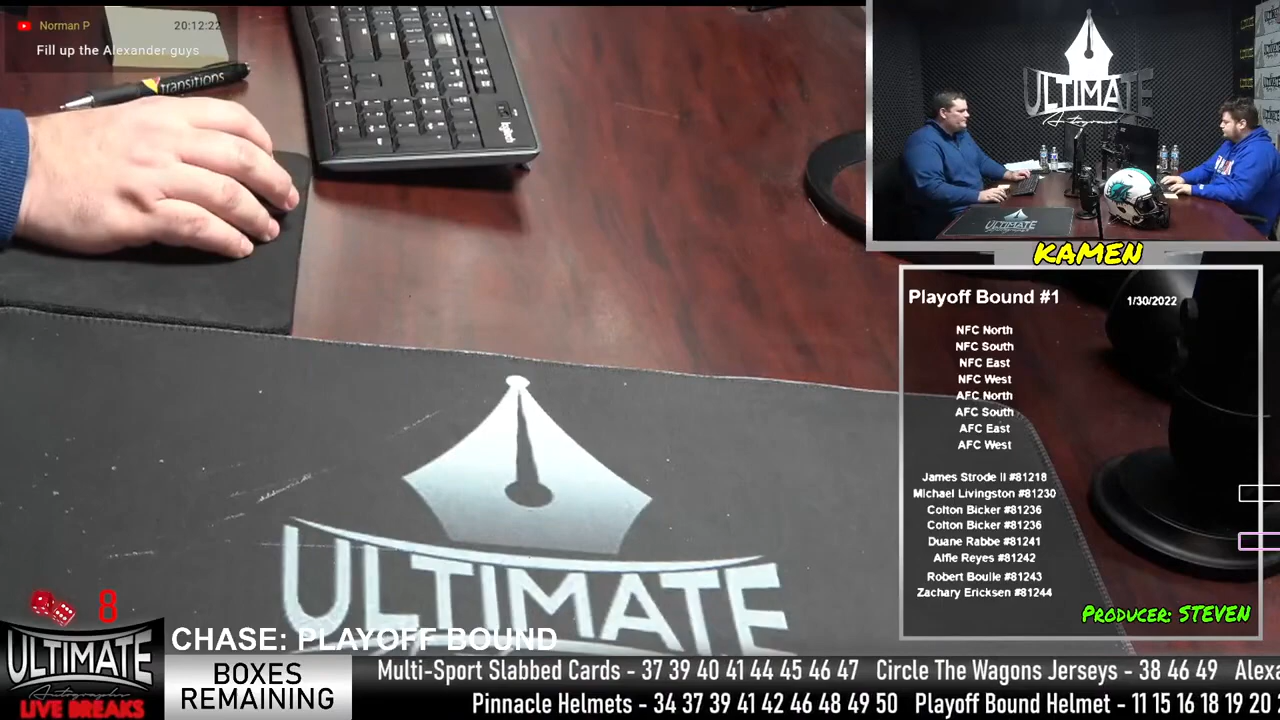 Norman P 20:12:22
Fill up the Alexander guys
transitions
logitech
ULTIMATE
Autographs
ULTIMATE
KAMEN
Playoff Bound #1 1/30/2022
NFC North
NFC South
NFC East
NFC West
AFC North
AFC South
AFC East
AFC West
James Strode II #81218
Michael Livingston #81230
Colton Bicker #81236
Colton Bicker #81236
Duane Rabbe #81241
Alfie Reyes #81242
Robert Boulle #81243
Zachary Ericksen #81244
PRODUCER: STEVEN
ULTIMATE
8
ULTIMATE
Autographs
LIVE BREAKS
CHASE: PLAYOFF BOUND
BOXES
REMAINING
Multi-Sport Slabbed Cards - 37 39 40 41 44 45 46 47 Circle The Wagons Jerseys - 38 46 49 Alexa
Pinnacle Helmets - 34 37 39 41 42 46 48 49 50 Playoff Bound Helmet - 11 15 16 18 19 20